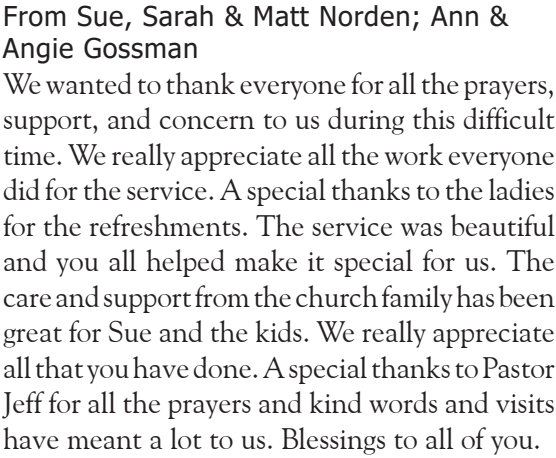 From Sue, Sarah & Matt Norden; Ann &
Angie Gossman
We wanted to thank everyone for all the prayers,
support, and concern to us during this difficult
time. We really appreciate all the work everyone
did for the service. A special thanks to the ladies
for the refreshments. The service was beautiful
and you all helped make it special for us. The
care and support from the church family has been
great for Sue and the kids. We really appreciate
all that you have done. A special thanks to Pastor
Jeff for all the prayers and kind words and visits
have meant a lot to us. Blessings to all of you.